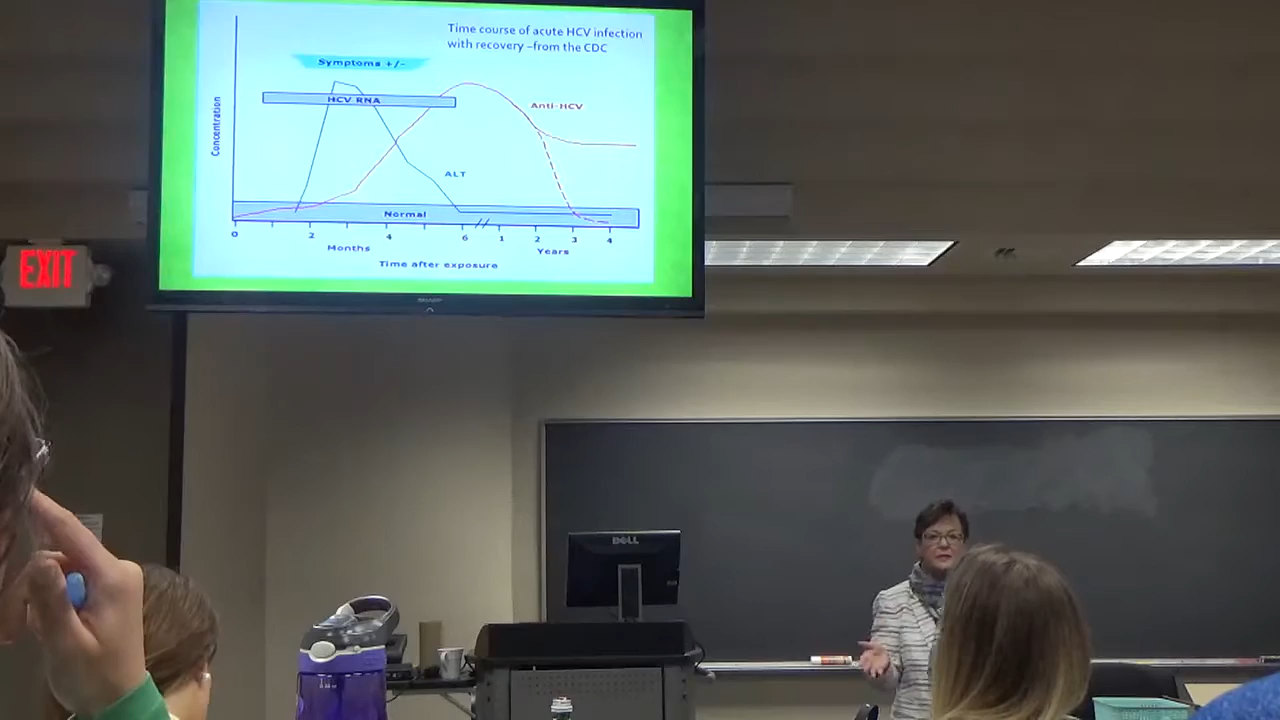 Time course of acute HCV infection
with recovery –from the CDC
Symptoms +/-
HCV RNA
Anti-HCV
Concentration
ALT
Normal
0 2 4 6 1 2 3 4
Months Years
Time after exposure
SHARP
EXIT
DELL